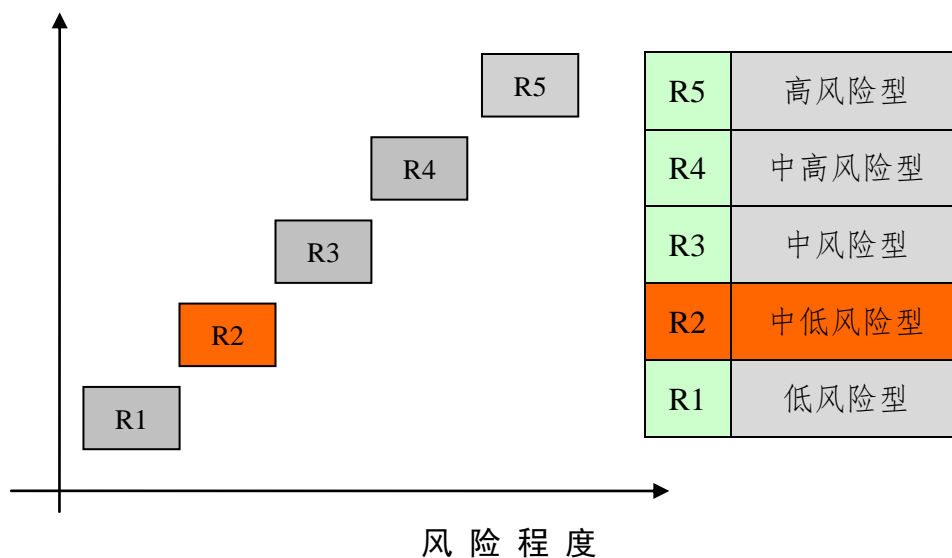 R5
R4
R3
R2
R1
风险程度
R5 高风险型
R4 中高风险型
R3 中风险型
R2 中低风险型
R1 低风险型